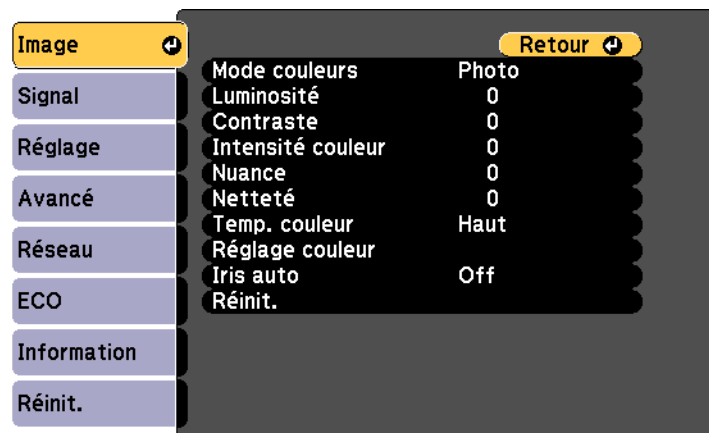 Image
Signal
Réglage
Avancé
Réseau
ECO
Information
Réinit.
Retour
Mode couleurs Photo
Luminosité 0
Contraste 0
Intensité couleur 0
Nuance 0
Netteté 0
Temp. couleur Haut
Réglage couleur
Iris auto Off
Réinit.